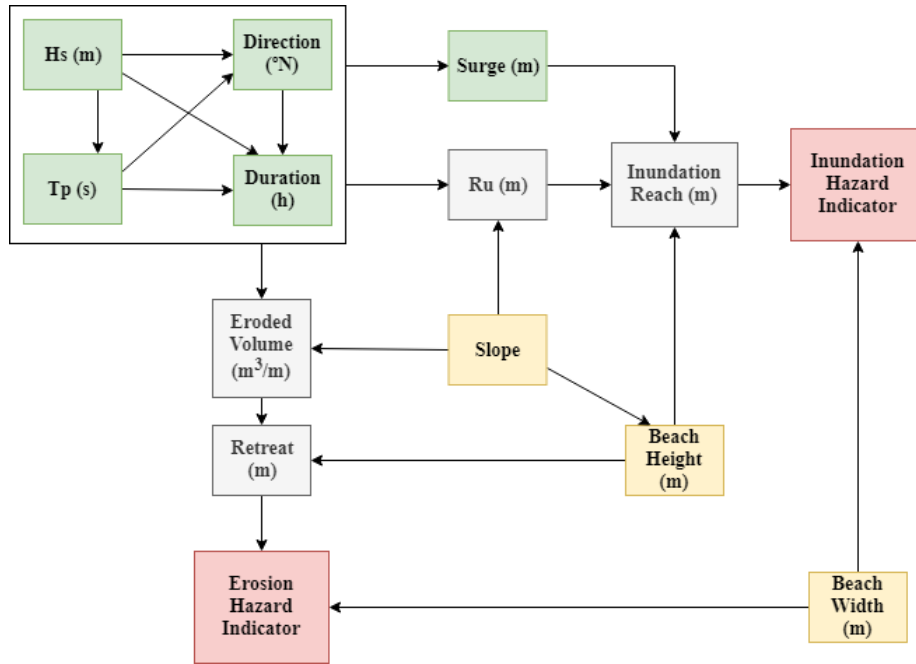 Hs (m)
Direction
(°N)
Surge (m)
Tp (s)
Duration
(h)
Ru (m)
Inundation
Reach (m)
Inundation
Hazard
Indicator
Eroded
Volume
(m³/m)
Slope
Retreat
(m)
Beach
Height
(m)
Erosion
Hazard
Indicator
Beach
Width
(m)